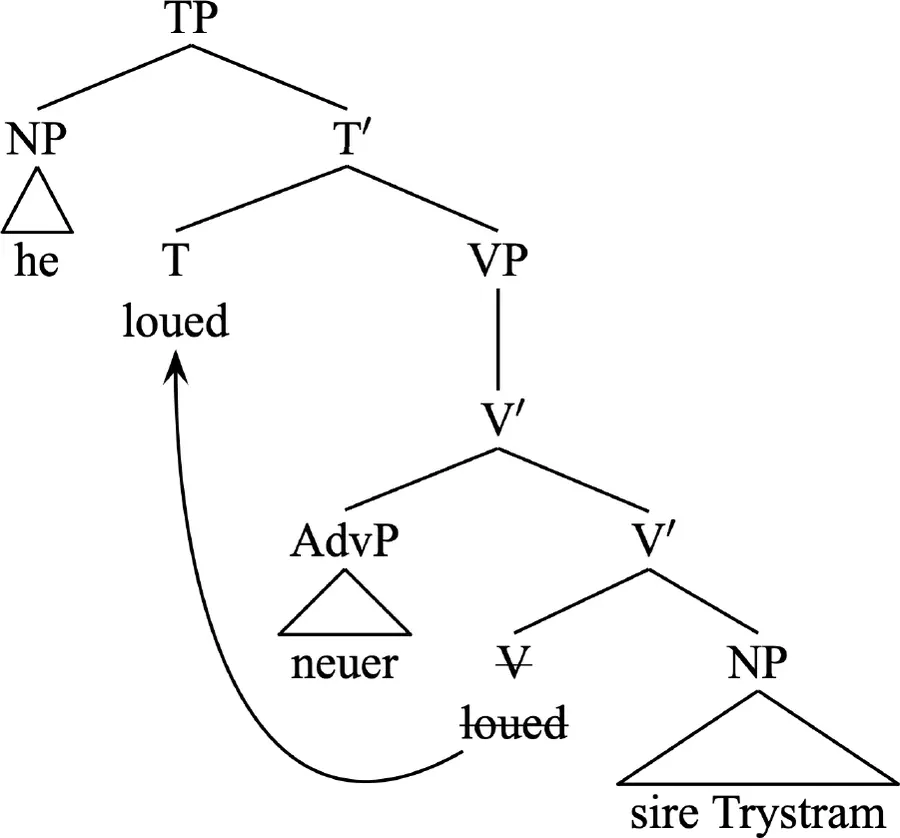 TP
NP T′
he T VP
loued
V′
AdvP V′
neuer V NP
loued
sire Trystram